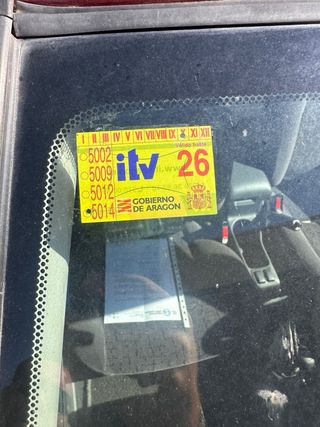 I II III IV V VI VII VIII IX X XI XII
Válido hasta
5002
5009
5012
5014
itv
26
GOBIERNO
DE ARAGON